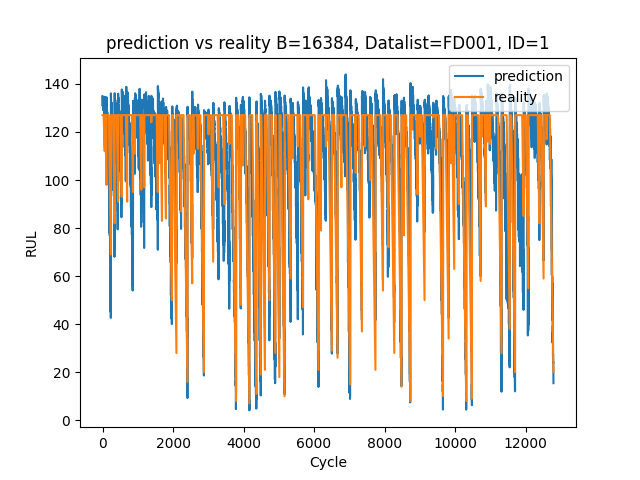 prediction vs reality B=16384, Datalist=FD001, ID=1
prediction
reality
RUL
140
120
100
80
60
40
20
0
0 2000 4000 6000 8000 10000 12000
Cycle